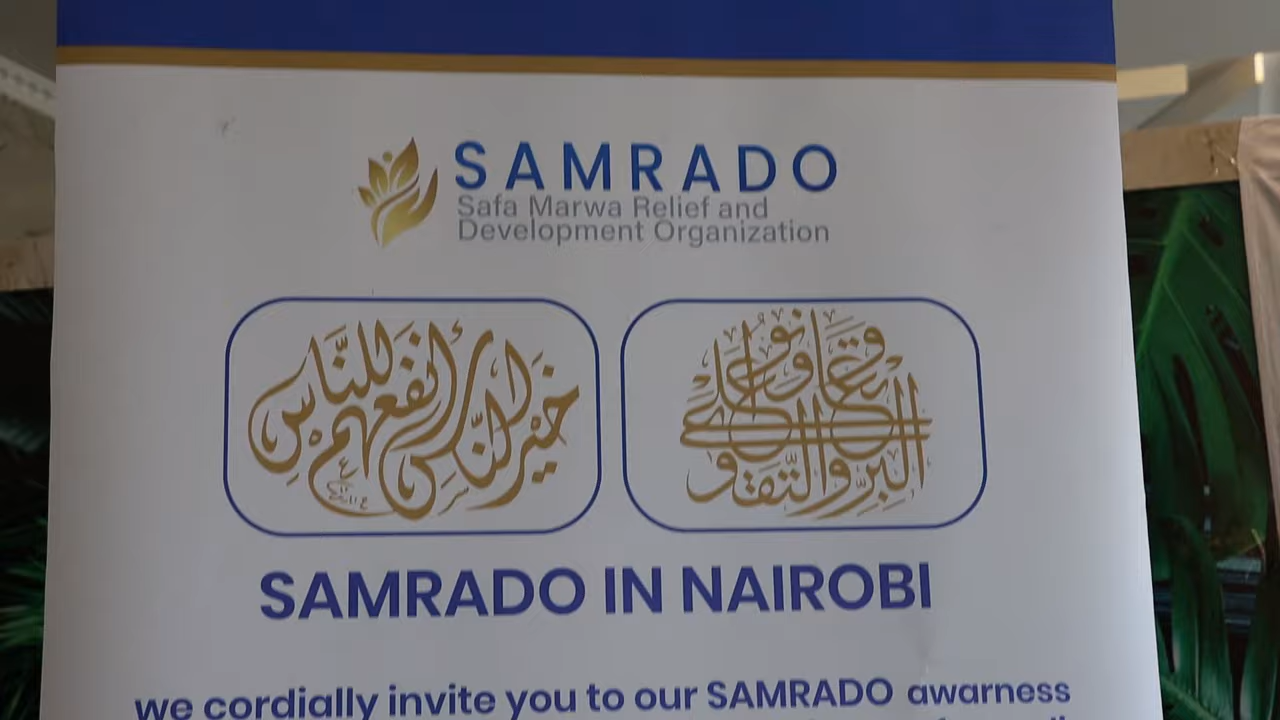 SAMRADO
Safa Marwa Relief and
Development Organization
خير الناس أنفعهم للناس
وتعاونوا على البر والتقوى
SAMRADO IN NAIROBI
we cordially invite you to our SAMRADO awarness